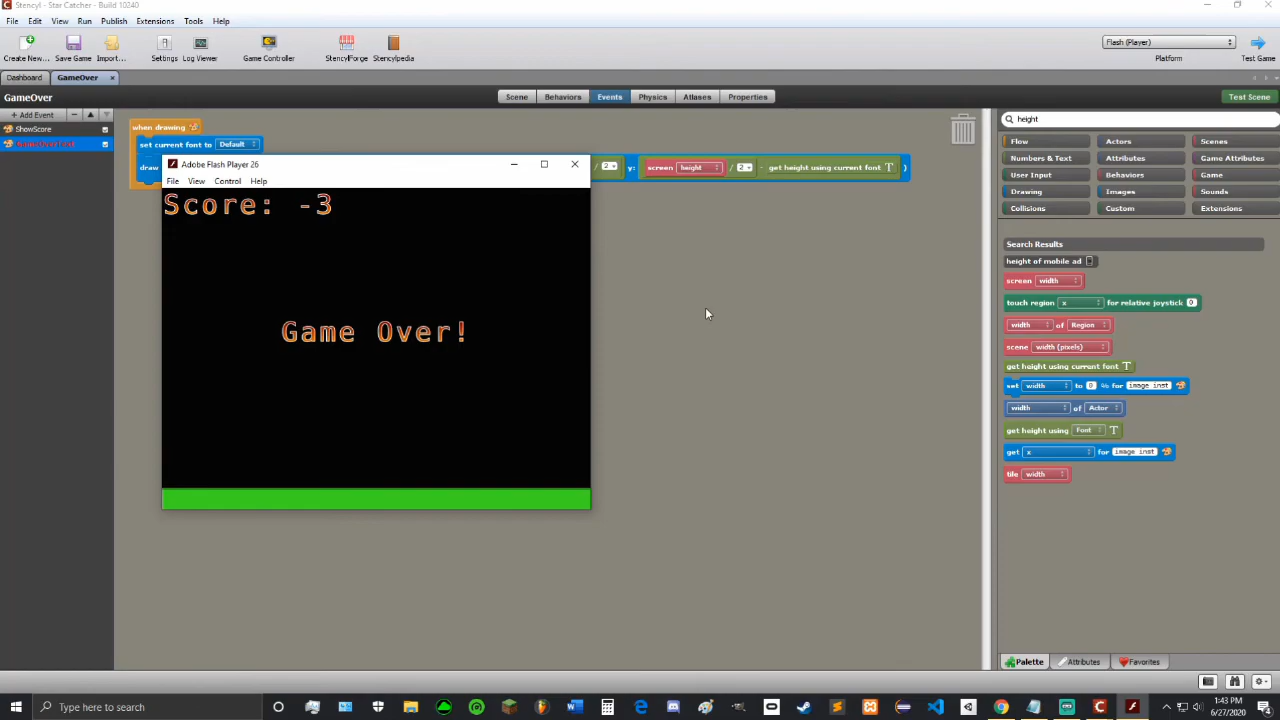 Stencyl - Star Catcher - Build 10240
File Edit View Run Publish Extensions Tools Help
Create New... Save Game Import... Settings Log Viewer Game Controller StencylForge Stencylpedia Flash (Player) Platform Test Game
Dashboard GameOver ×
GameOver Scene Behaviors Events Physics Atlases Properties Test Scene
+ Add Event
ShowScore
when drawing
set current font to Default
draw / 2 y: screen height / 2 - get height using current font T )
Adobe Flash Player 26
File View Control Help
Score: -3
Game Over!
height
Flow Actors Scenes
Numbers & Text Attributes Game Attributes
User Input Behaviors Game
Drawing Images Sounds
Collisions Custom Extensions
Search Results
height of mobile ad
screen width
touch region x for relative joystick 0
width of Region
scene width (pixels)
get height using current font T
set width to 0 % for image inst
width of Actor
get height using Font T
get x for image inst
tile width
Palette Attributes Favorites
Type here to search
1:43 PM
6/27/2020